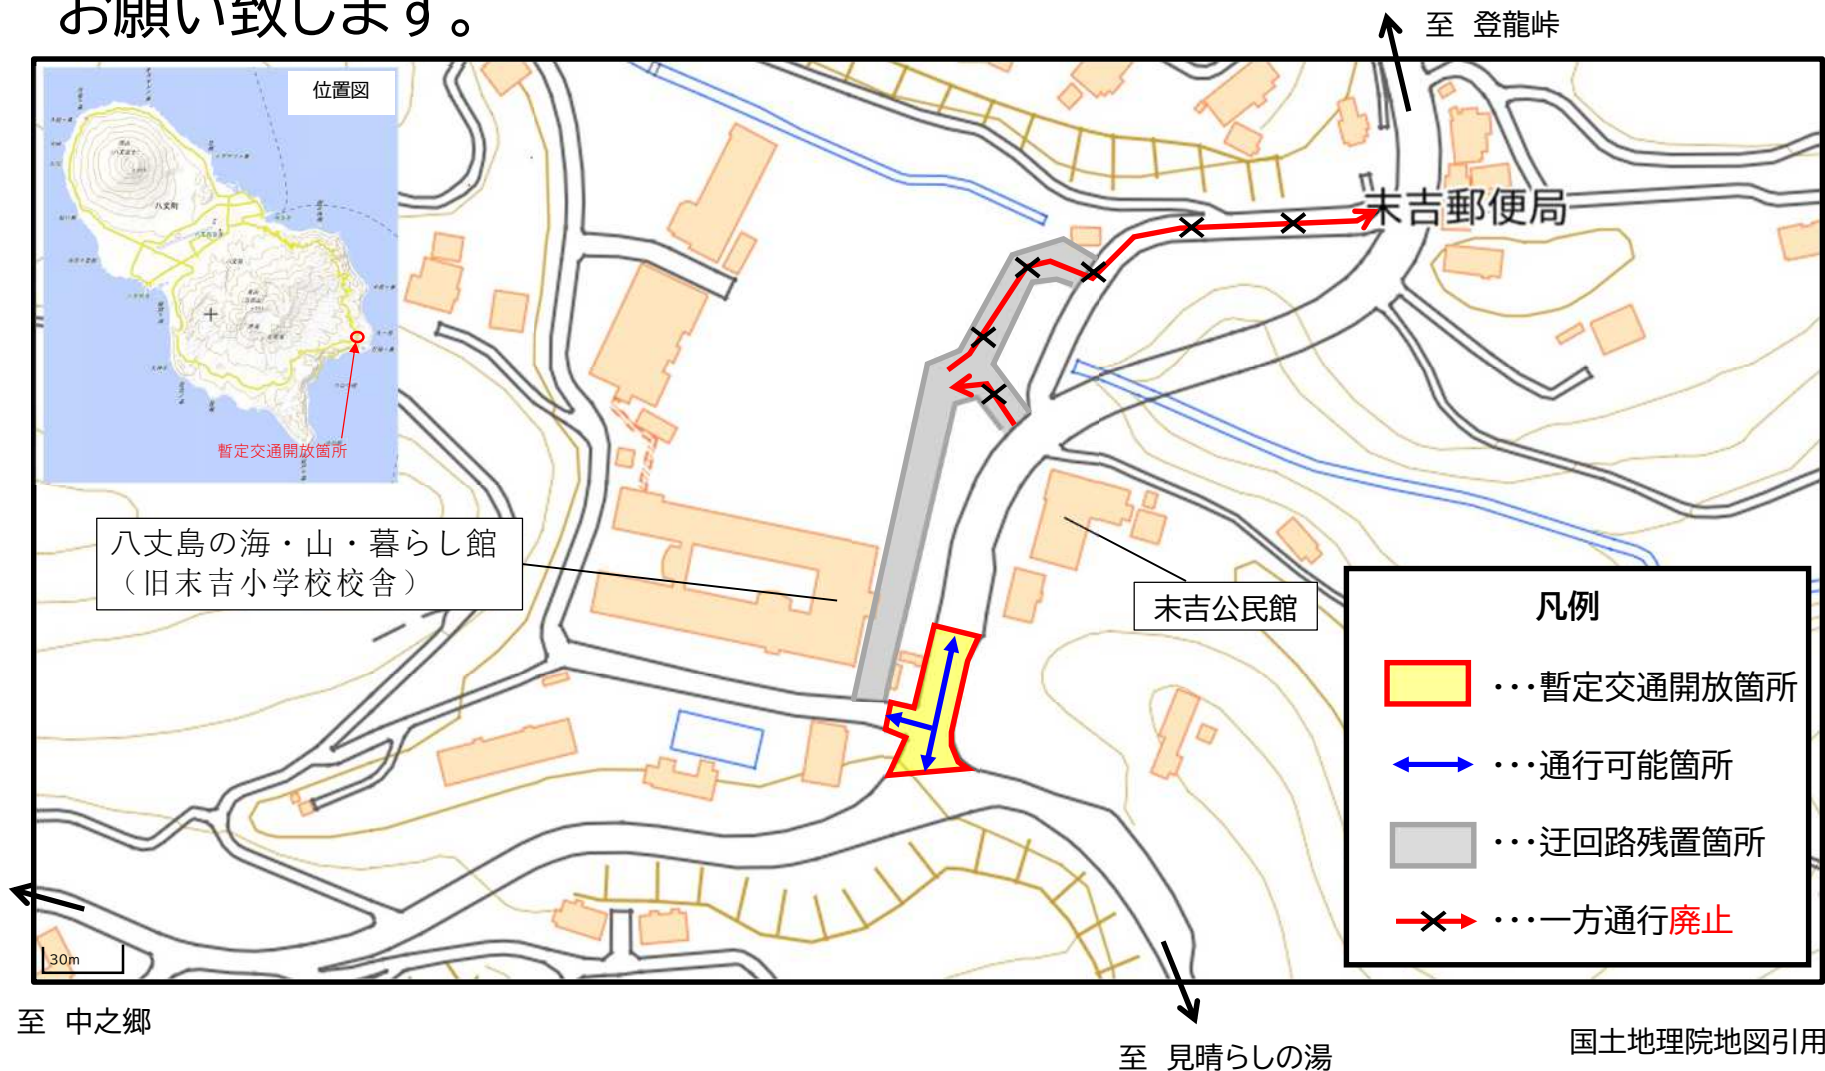 お願い致します。
至 登龍峠
位置図
八丈町
暫定交通開放箇所
末吉郵便局
八丈島の海・山・暮らし館
（旧末吉小学校校舎）
末吉公民館
凡例
・・・暫定交通開放箇所
・・・通行可能箇所
・・・迂回路残置箇所
・・・一方通行廃止
30m
至 中之郷
至 見晴らしの湯
国土地理院地図引用